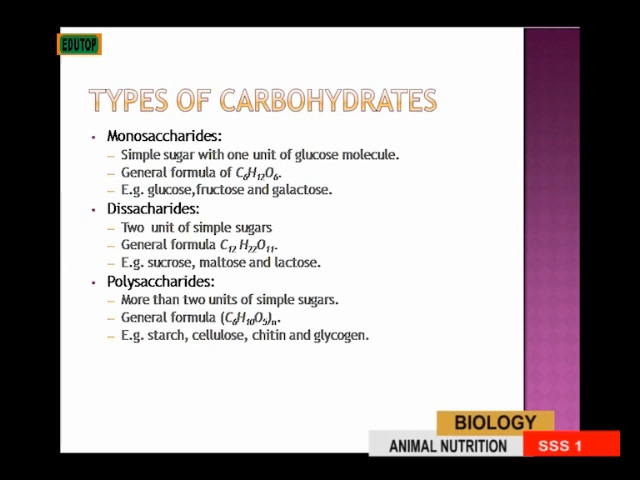 EDUTOP
TYPES OF CARBOHYDRATES
• Monosaccharides:
– Simple sugar with one unit of glucose molecule.
– General formula of C₆H₁₂O₆.
– E.g. glucose,fructose and galactose.
• Dissacharides:
– Two unit of simple sugars
– General formula C₁₂ H₂₂O₁₁.
– E.g. sucrose, maltose and lactose.
• Polysaccharides:
– More than two units of simple sugars.
– General formula (C₆H₁₀O₅)ₙ.
– E.g. starch, cellulose, chitin and glycogen.
BIOLOGY
ANIMAL NUTRITION SSS 1